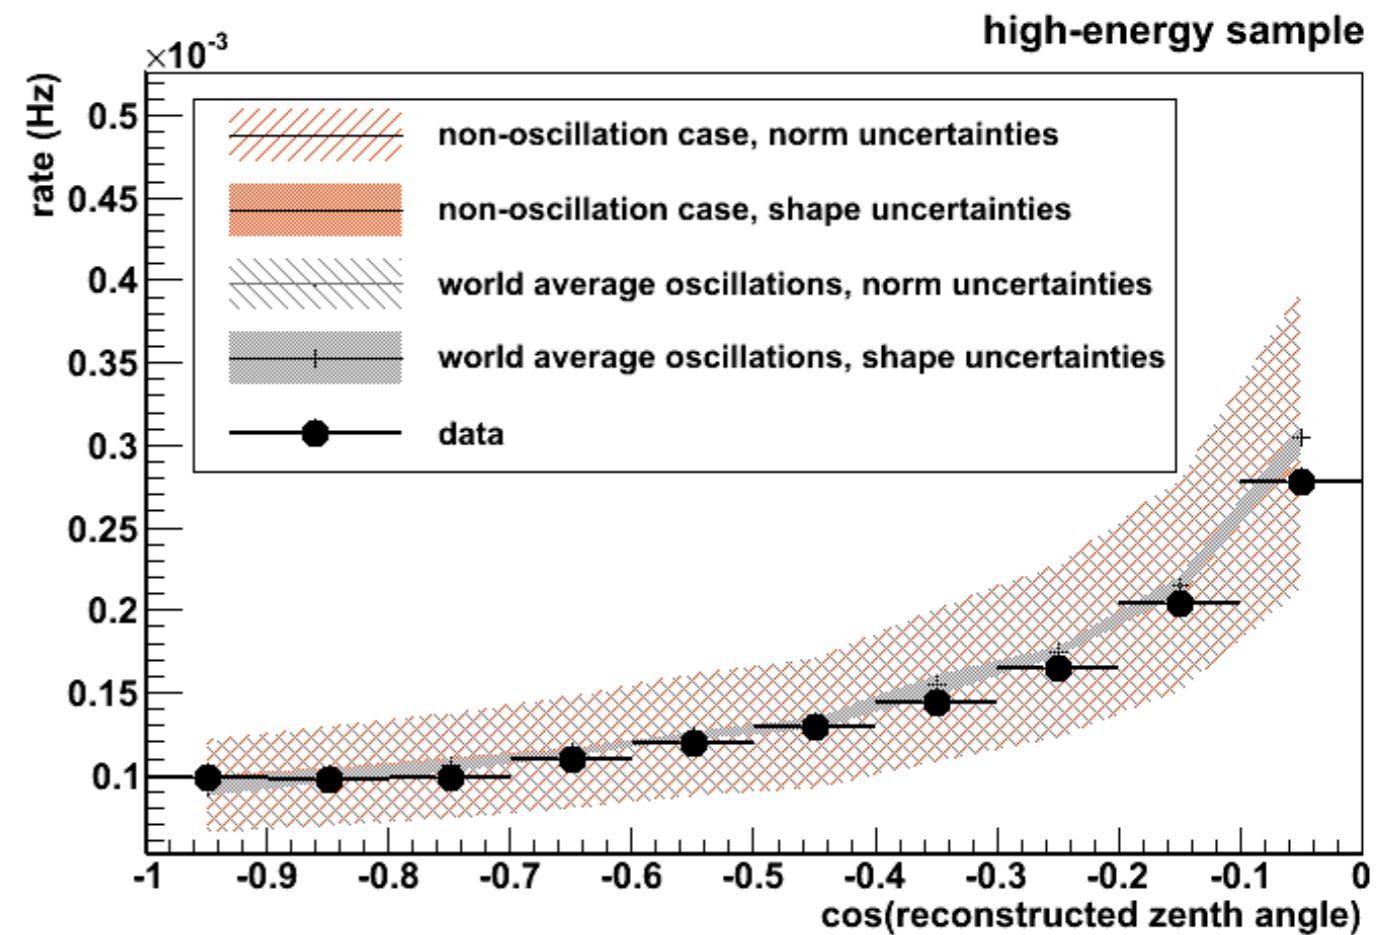 high-energy sample
×10-3
rate (Hz)
0.5
0.45
0.4
0.35
0.3
0.25
0.2
0.15
0.1
non-oscillation case, norm uncertainties
non-oscillation case, shape uncertainties
world average oscillations, norm uncertainties
world average oscillations, shape uncertainties
data
-1 -0.9 -0.8 -0.7 -0.6 -0.5 -0.4 -0.3 -0.2 -0.1 0
cos(reconstructed zenth angle)